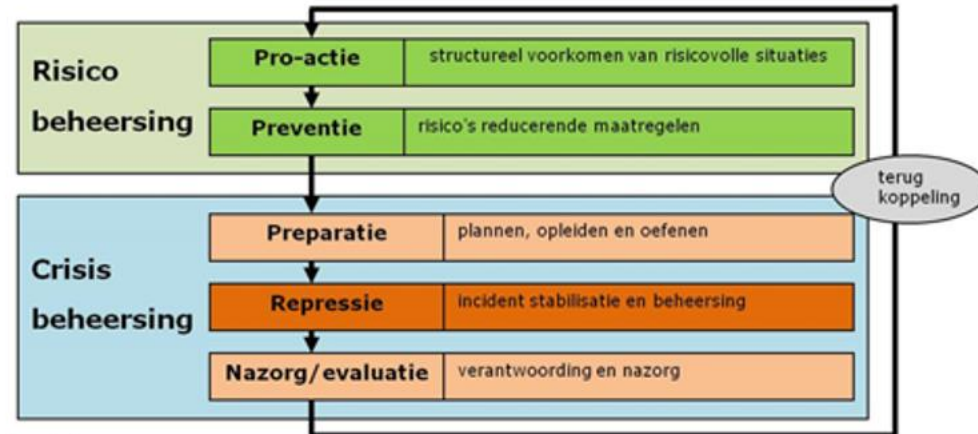 Risico
beheersing
Pro-actie
structureel voorkomen van risicovolle situaties
Preventie
risico's reducerende maatregelen
terug
koppeling
Crisis
beheersing
Preparatie
plannen, opleiden en oefenen
Repressie
incident stabilisatie en beheersing
Nazorg/evaluatie
verantwoording en nazorg